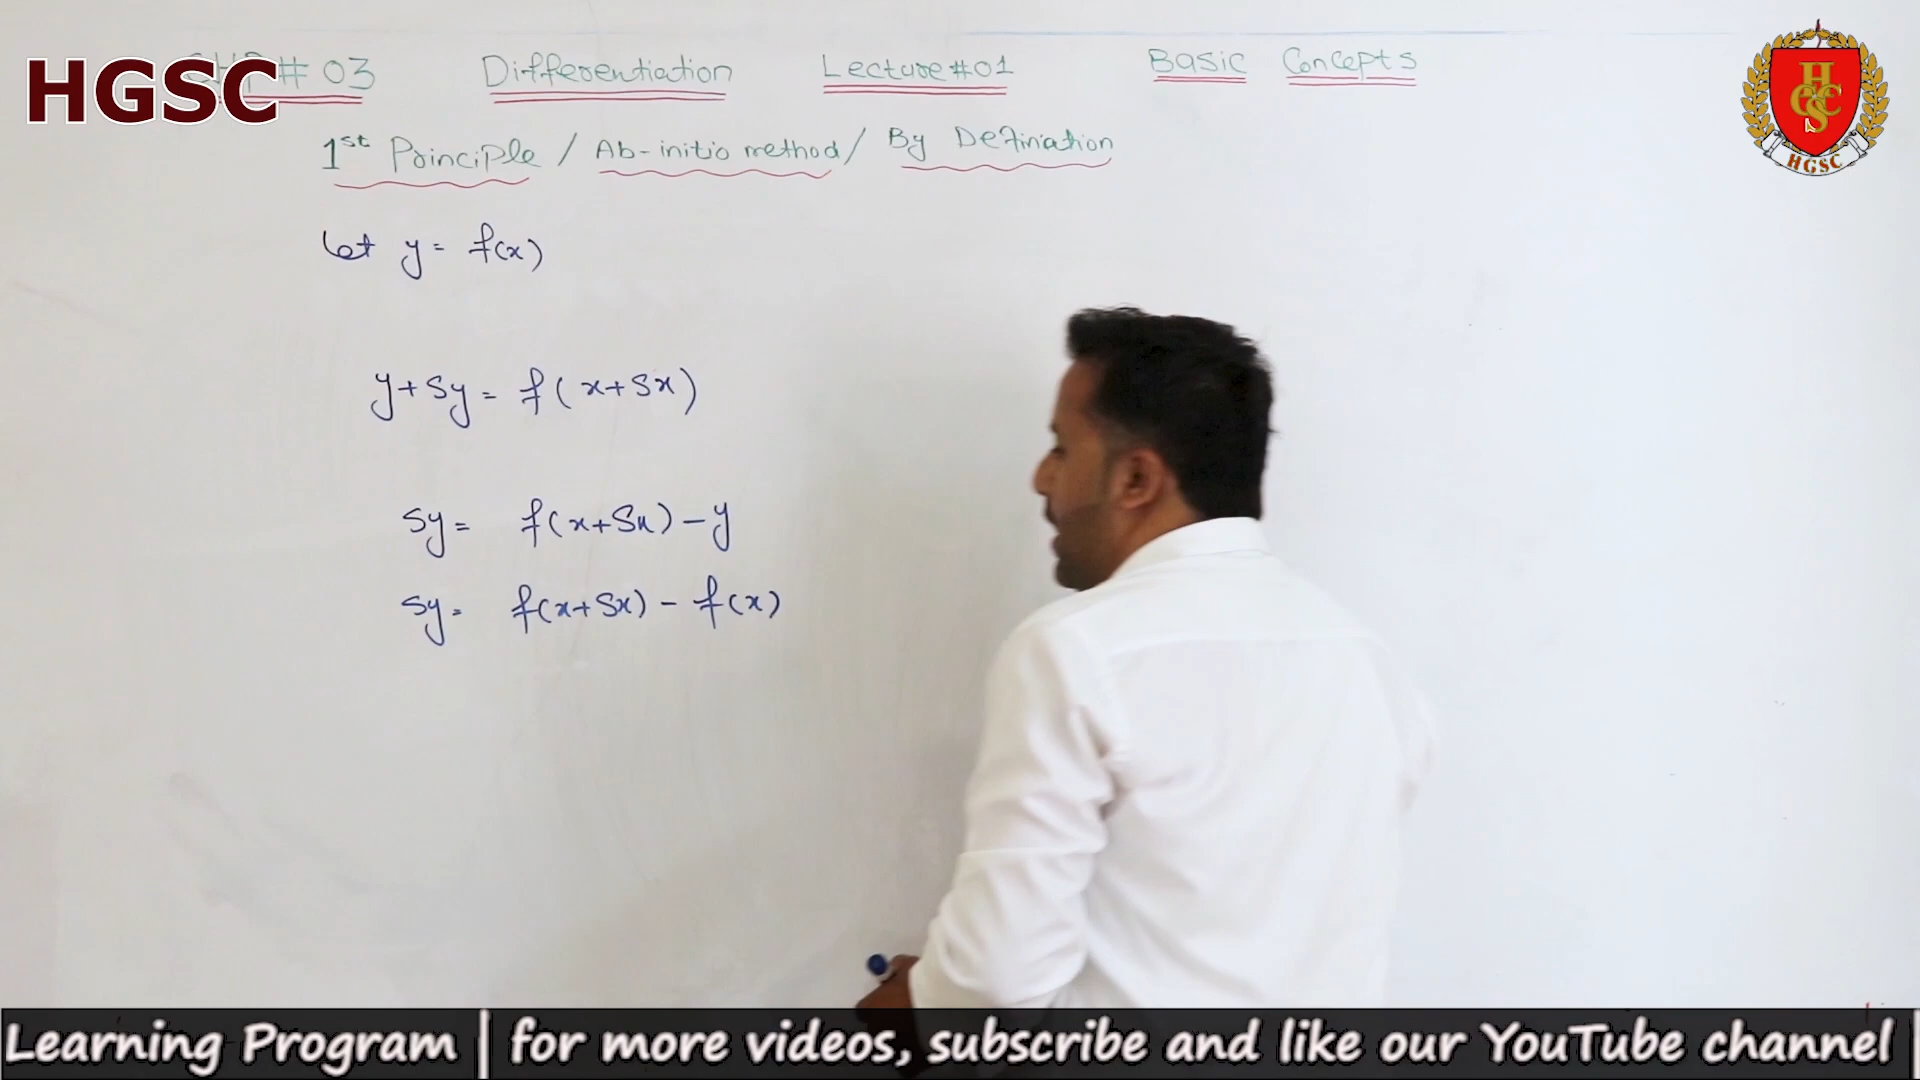 HGSC # 03 Differentiation Lecture #01 Basic Concepts
1st Principle / Ab-initio method / By Defination
let y = f(x)
y + δy = f(x + δx)
δy = f(x + δx) - y
δy = f(x + δx) - f(x)
HGSC
HGSC
Learning Program | for more videos, subscribe and like our YouTube channel |